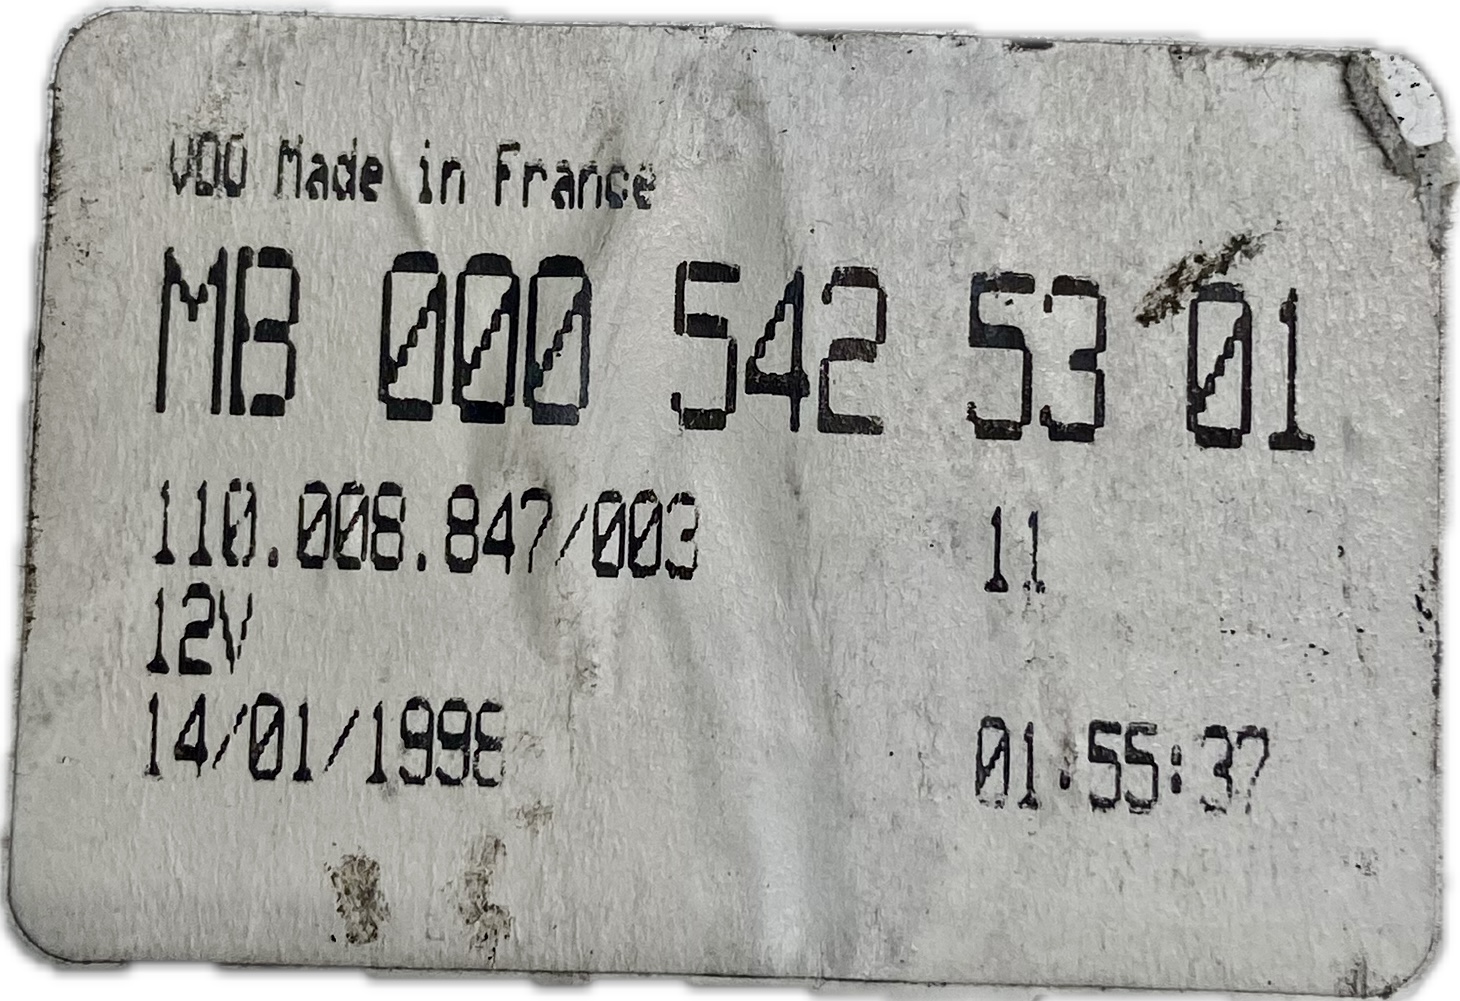 VDO Made in France
MB 000 542 53 01
110.008.847/003 11
12V
14/01/1998 01:55:37